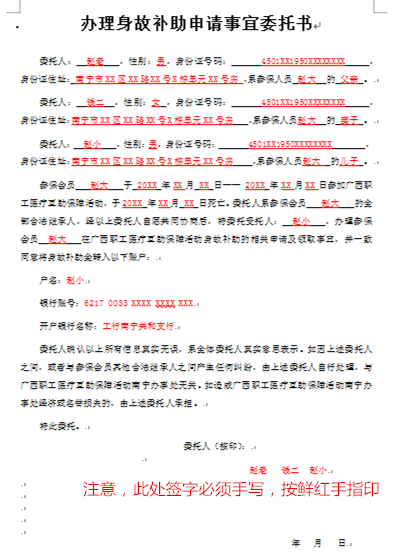 办理身故补助申请事宜委托书
委托人：赵老，性别：男，身份证号码：4501XX1950XXXXXXXX，
身份证住址：南宁市XX区XX路XX号X栋单元XX号房，系参保人员赵大的父亲。
委托人：钱二，性别：女，身份证号码：4501XX1950XXXXXXXX，
身份证住址：南宁市XX区XX路XX号X栋单元XX号房，系参保人员赵大的妻子。
委托人：赵小，性别：男，身份证号码：4501XX1950XXXXXXXX，
身份证住址：南宁市XX区XX路XX号X栋单元XX号房，系参保人员赵大的儿子。
参保会员赵大于20XX年XX月XX日——20XX年XX月XX日参加广西职
工医疗互助保障活动，于20XX年XX月XX日死亡。委托人系参保会员赵大的全
部合法继承人，经以上委托人自愿共同协商后，将委托受托人：赵小，办理参保
会员赵大在广西职工医疗互助保障活动身故补助的相关申请及领取事宜，并一致
同意将身故补助金转入以下账户：
户名：赵小
银行账号：6217 0033 XXXX XXXX XXX
开户银行名称：工行南宁共和支行
委托人确认以上所有信息真实无误，系全体委托人真实意思表示。如因上述委托人
之间，或者与参保会员其他合法继承人之间产生任何纠纷，由上述委托人自行处理，与
广西职工医疗互助保障活动南宁办事处无关。如造成广西职工医疗互助保障活动南宁办
事处经济或名誉损失的，由上述委托人承担。
特此委托。
委托人（按印）：
赵老 钱二 赵小
注意，此处签字必须手写，按鲜红手指印
年 月 日